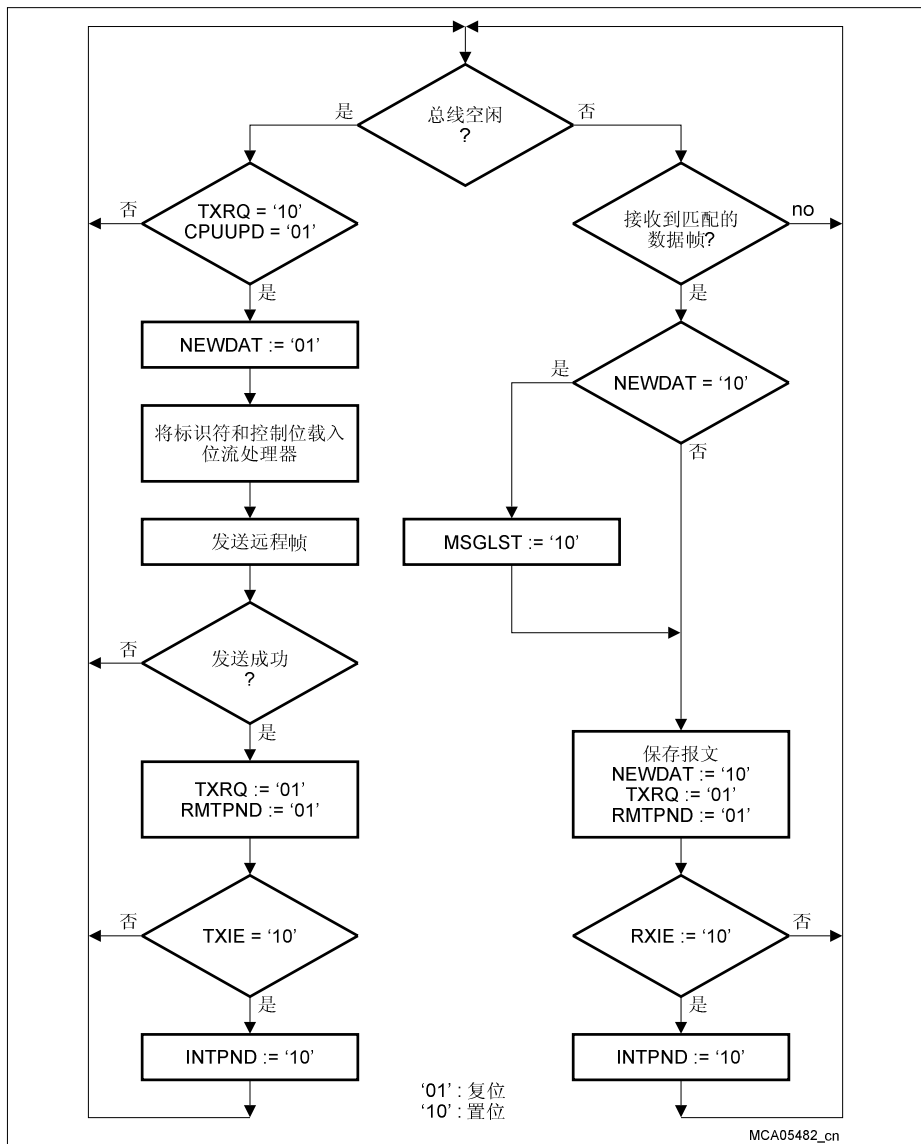 总线空闲
?
是
否
TXRQ = ‘10’
CPUUPD = ‘01’
否
是
接收到匹配的
数据帧?
no
是
NEWDAT := ‘01’
将标识符和控制位载入
位流处理器
发送远程帧
发送成功
?
否
是
TXRQ := ‘01’
RMTPND := ‘01’
TXIE = ‘10’
否
是
INTPND := ‘10’
NEWDAT = ‘10’
是
否
MSGLST := ‘10’
保存报文
NEWDAT := ‘10’
TXRQ := ‘01’
RMTPND := ‘01’
RXIE := ‘10’
否
是
INTPND := ‘10’
‘01’ : 复位
‘10’ : 置位
MCA05482_cn